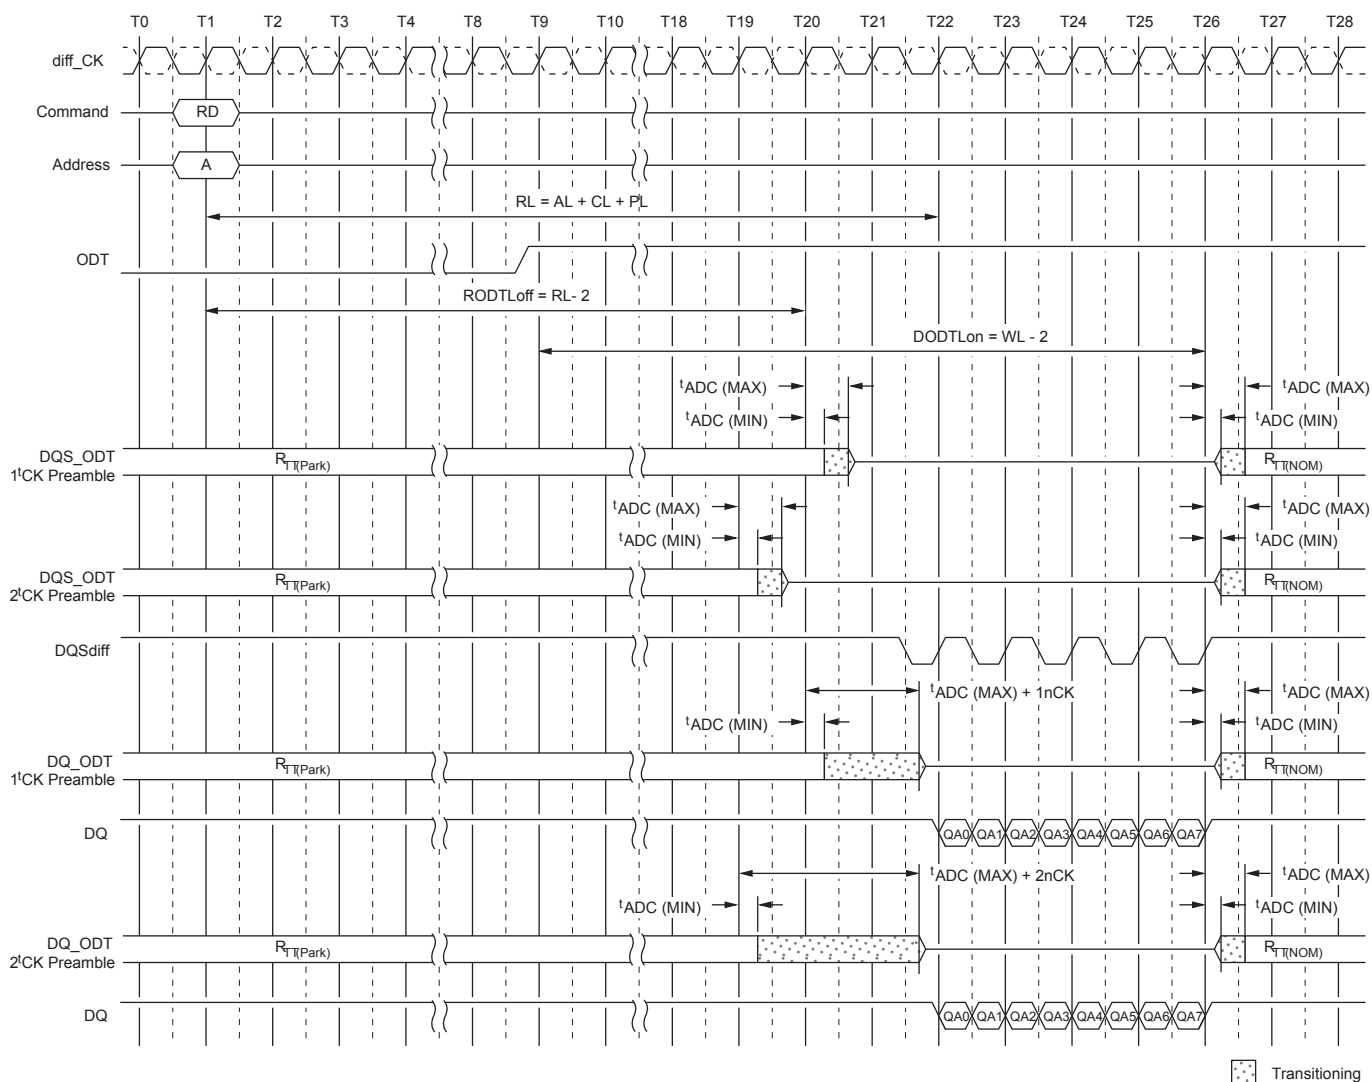 T0 T1 T2 T3 T4 T8 T9 T10 T18 T19 T20 T21 T22 T23 T24 T25 T26 T27 T28
diff_CK
Command RD
Address A
RL = AL + CL + PL
ODT
RODTLoff = RL- 2
DODTLon = WL - 2
tADC (MAX) tADC (MAX)
tADC (MIN) tADC (MIN)
DQS_ODT
1tCK Preamble RTT(Park) RTT(NOM)
tADC (MAX) tADC (MAX)
tADC (MIN) tADC (MIN)
DQS_ODT
2tCK Preamble RTT(Park) RTT(NOM)
DQSdiff
tADC (MAX) + 1nCK tADC (MAX)
tADC (MIN) tADC (MIN)
DQ_ODT
1tCK Preamble RTT(Park) RTT(NOM)
DQ QA0 QA1 QA2 QA3 QA4 QA5 QA6 QA7
tADC (MAX) + 2nCK tADC (MAX)
tADC (MIN) tADC (MIN)
DQ_ODT
2tCK Preamble RTT(Park) RTT(NOM)
DQ QA0 QA1 QA2 QA3 QA4 QA5 QA6 QA7
Transitioning